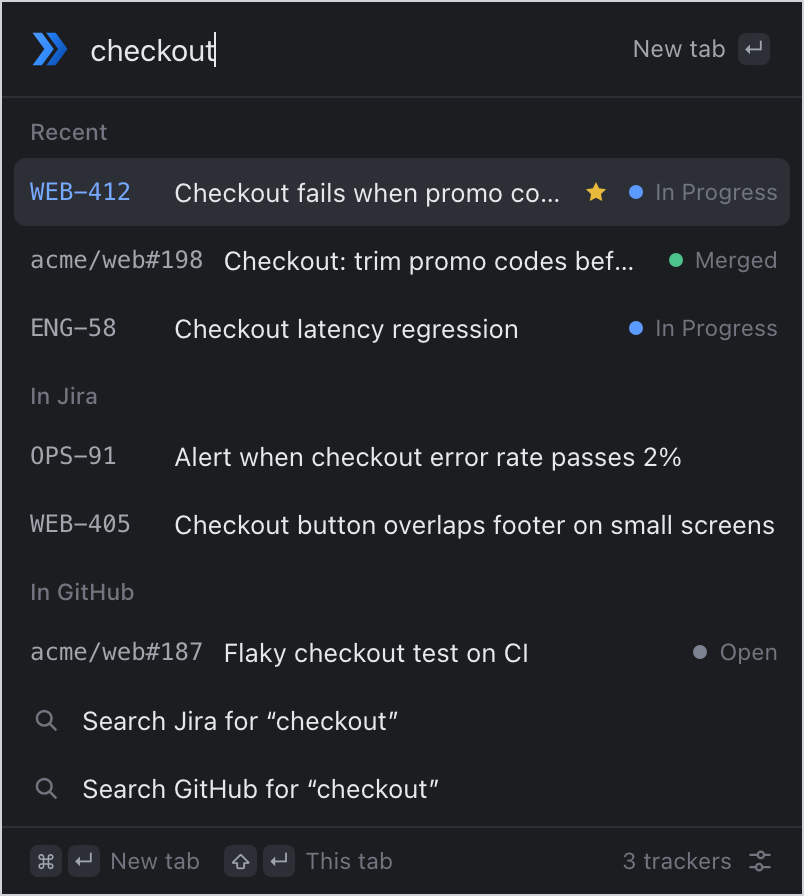 checkout New tab ↵
Recent
WEB-412 Checkout fails when promo co… In Progress
acme/web#198 Checkout: trim promo codes bef… Merged
ENG-58 Checkout latency regression In Progress
In Jira
OPS-91 Alert when checkout error rate passes 2%
WEB-405 Checkout button overlaps footer on small screens
In GitHub
acme/web#187 Flaky checkout test on CI Open
Search Jira for “checkout”
Search GitHub for “checkout”
⌘ ↵ New tab ⇧ ↵ This tab 3 trackers